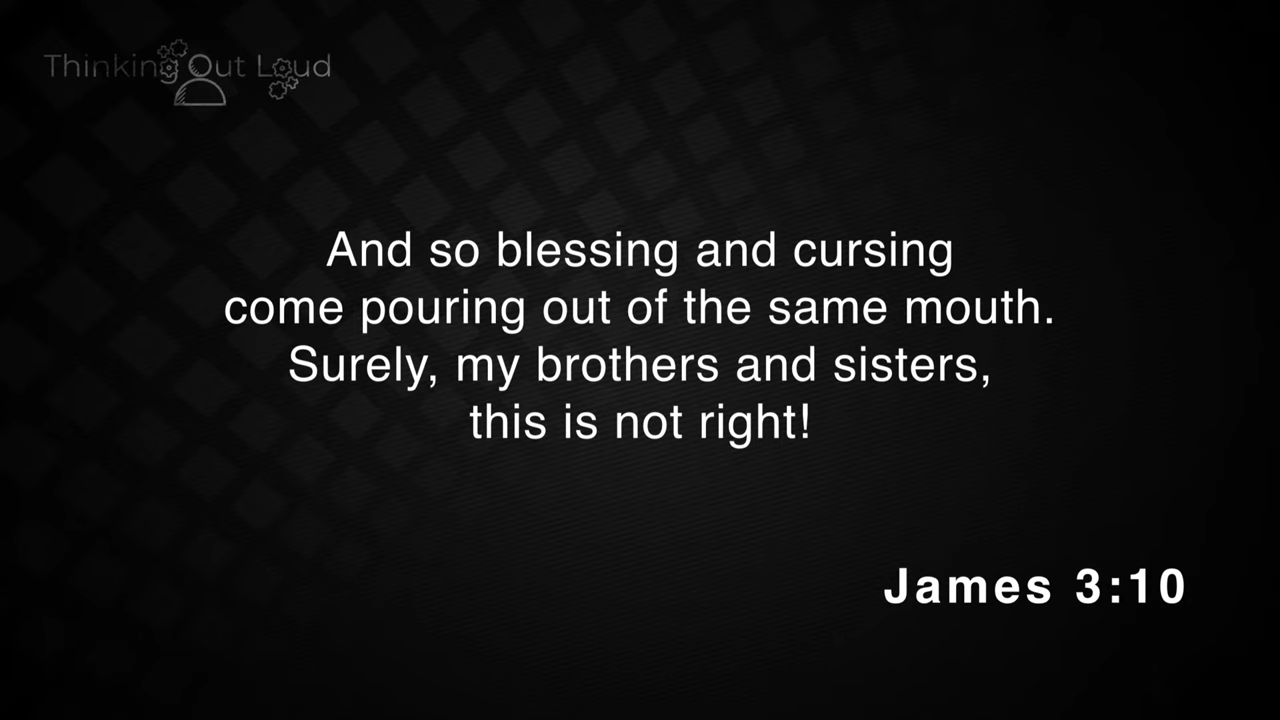 Thinking Out Loud
And so blessing and cursing
come pouring out of the same mouth.
Surely, my brothers and sisters,
this is not right!
James 3:10